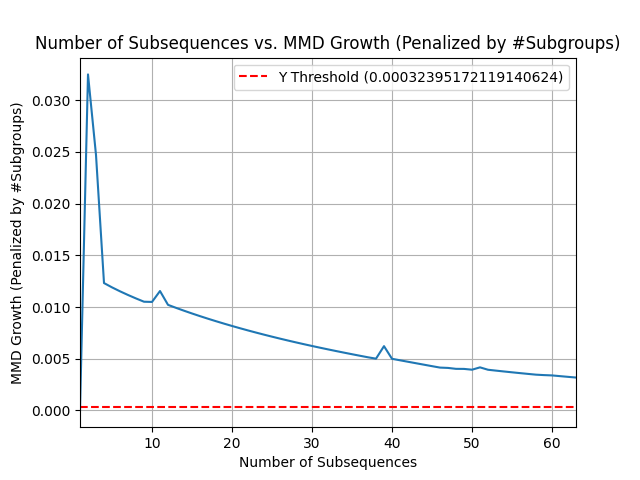 Number of Subsequences vs. MMD Growth (Penalized by #Subgroups)
Y Threshold (0.00032395172119140624)
MMD Growth (Penalized by #Subgroups)
0.030
0.025
0.020
0.015
0.010
0.005
0.000
10 20 30 40 50 60
Number of Subsequences